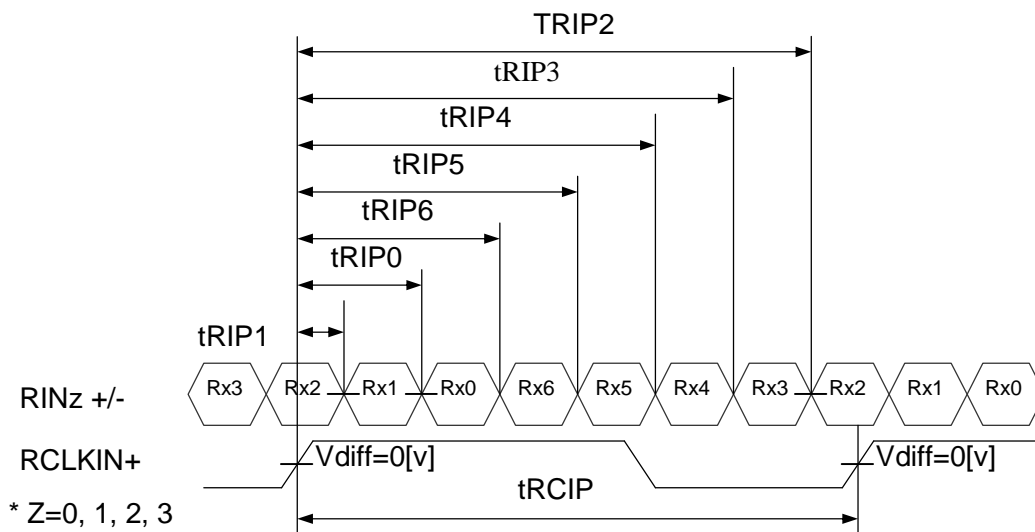 TRIP2
tRIP3
tRIP4
tRIP5
tRIP6
tRIP0
tRIP1
RINz +/- Rx3 Rx2 Rx1 Rx0 Rx6 Rx5 Rx4 Rx3 Rx2 Rx1 Rx0
RCLKIN+ Vdiff=0[v] Vdiff=0[v]
tRCIP
* Z=0, 1, 2, 3